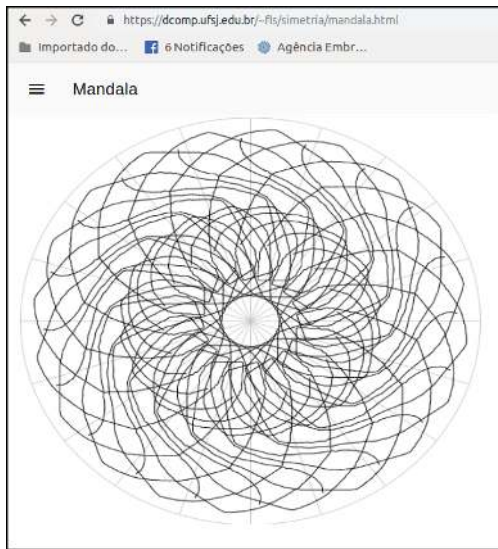 https://dcomp.ufsj.edu.br/~fls/simetria/mandala.html
Importado do... 6 Notificações Agência Embr...
Mandala